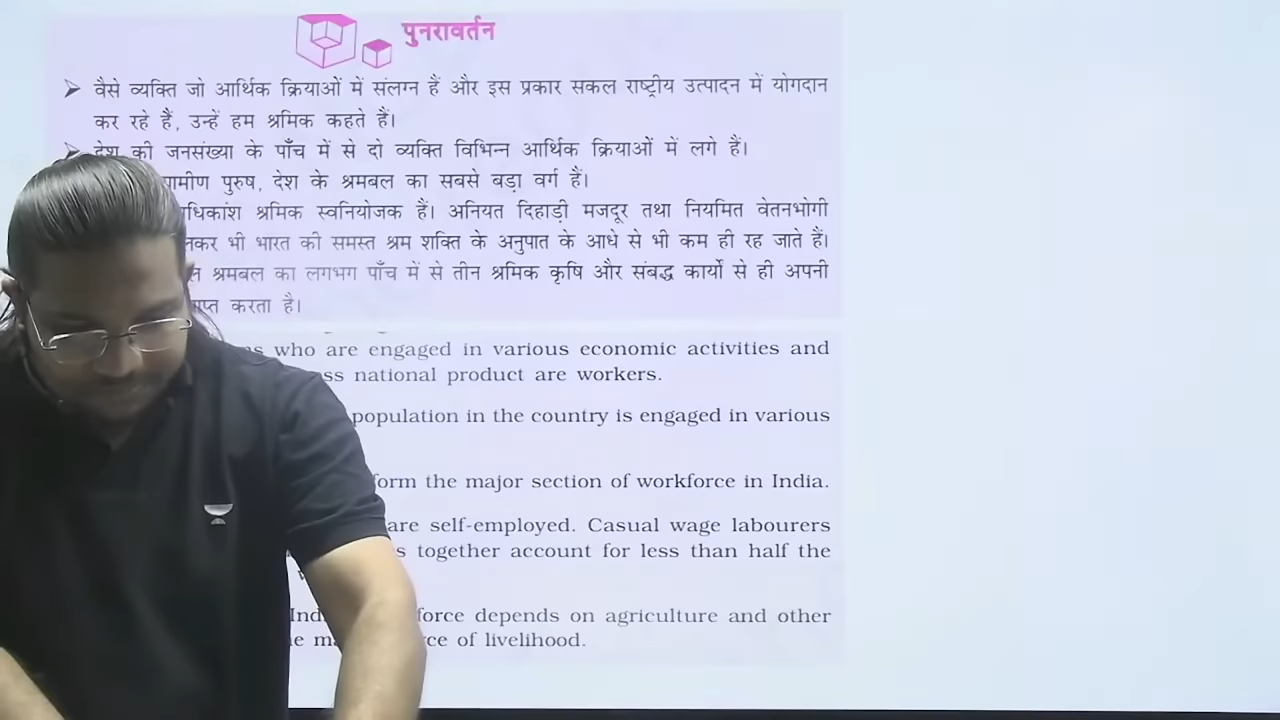 पुनरावर्तन
वैसे व्यक्ति जो आर्थिक क्रियाओं में संलग्न हैं और इस प्रकार सकल राष्ट्रीय उत्पादन में योगदान
कर रहे हैं, उन्हें हम श्रमिक कहते हैं।
देश की जनसंख्या के पाँच में से दो व्यक्ति विभिन्न आर्थिक क्रियाओं में लगे हैं।
पुरुष, देश के श्रमबल का सबसे बड़ा वर्ग हैं।
श्रमिक स्वनियोजक हैं। अनियत दिहाड़ी मजदूर तथा नियमित वेतनभोगी
भी भारत की समस्त श्रम शक्ति के अनुपात के आधे से भी कम ही रह जाते हैं।
श्रमबल का लगभग पाँच में से तीन श्रमिक कृषि और संबद्ध कार्यों से ही अपनी
करता है।
who are engaged in various economic activities and
national product are workers.
population in the country is engaged in various
form the major section of workforce in India.
are self-employed. Casual wage labourers
together account for less than half the
depends on agriculture and other
of livelihood.